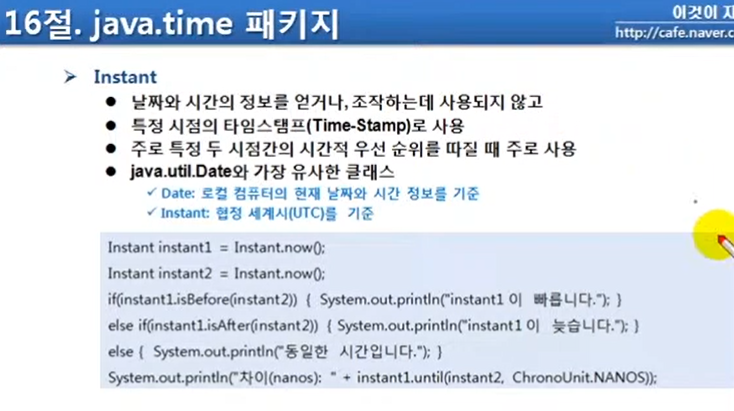 16절. java.time 패키지
이것이 자
http://cafe.naver.c
➤ Instant
● 날짜와 시간의 정보를 얻거나, 조작하는데 사용되지 않고
● 특정 시점의 타임스탬프(Time-Stamp)로 사용
● 주로 특정 두 시점간의 시간적 우선 순위를 따질 때 주로 사용
● java.util.Date와 가장 유사한 클래스
✓ Date: 로컬 컴퓨터의 현재 날짜와 시간 정보를 기준
✓ Instant: 협정 세계시(UTC)를 기준
Instant instant1 = Instant.now();
Instant instant2 = Instant.now();
if(instant1.isBefore(instant2)) { System.out.println("instant1 이 빠릅니다."); }
else if(instant1.isAfter(instant2)) { System.out.println("instant1 이 늦습니다."); }
else { System.out.println("동일한 시간입니다."); }
System.out.println("차이(nanos): " + instant1.until(instant2, ChronoUnit.NANOS));